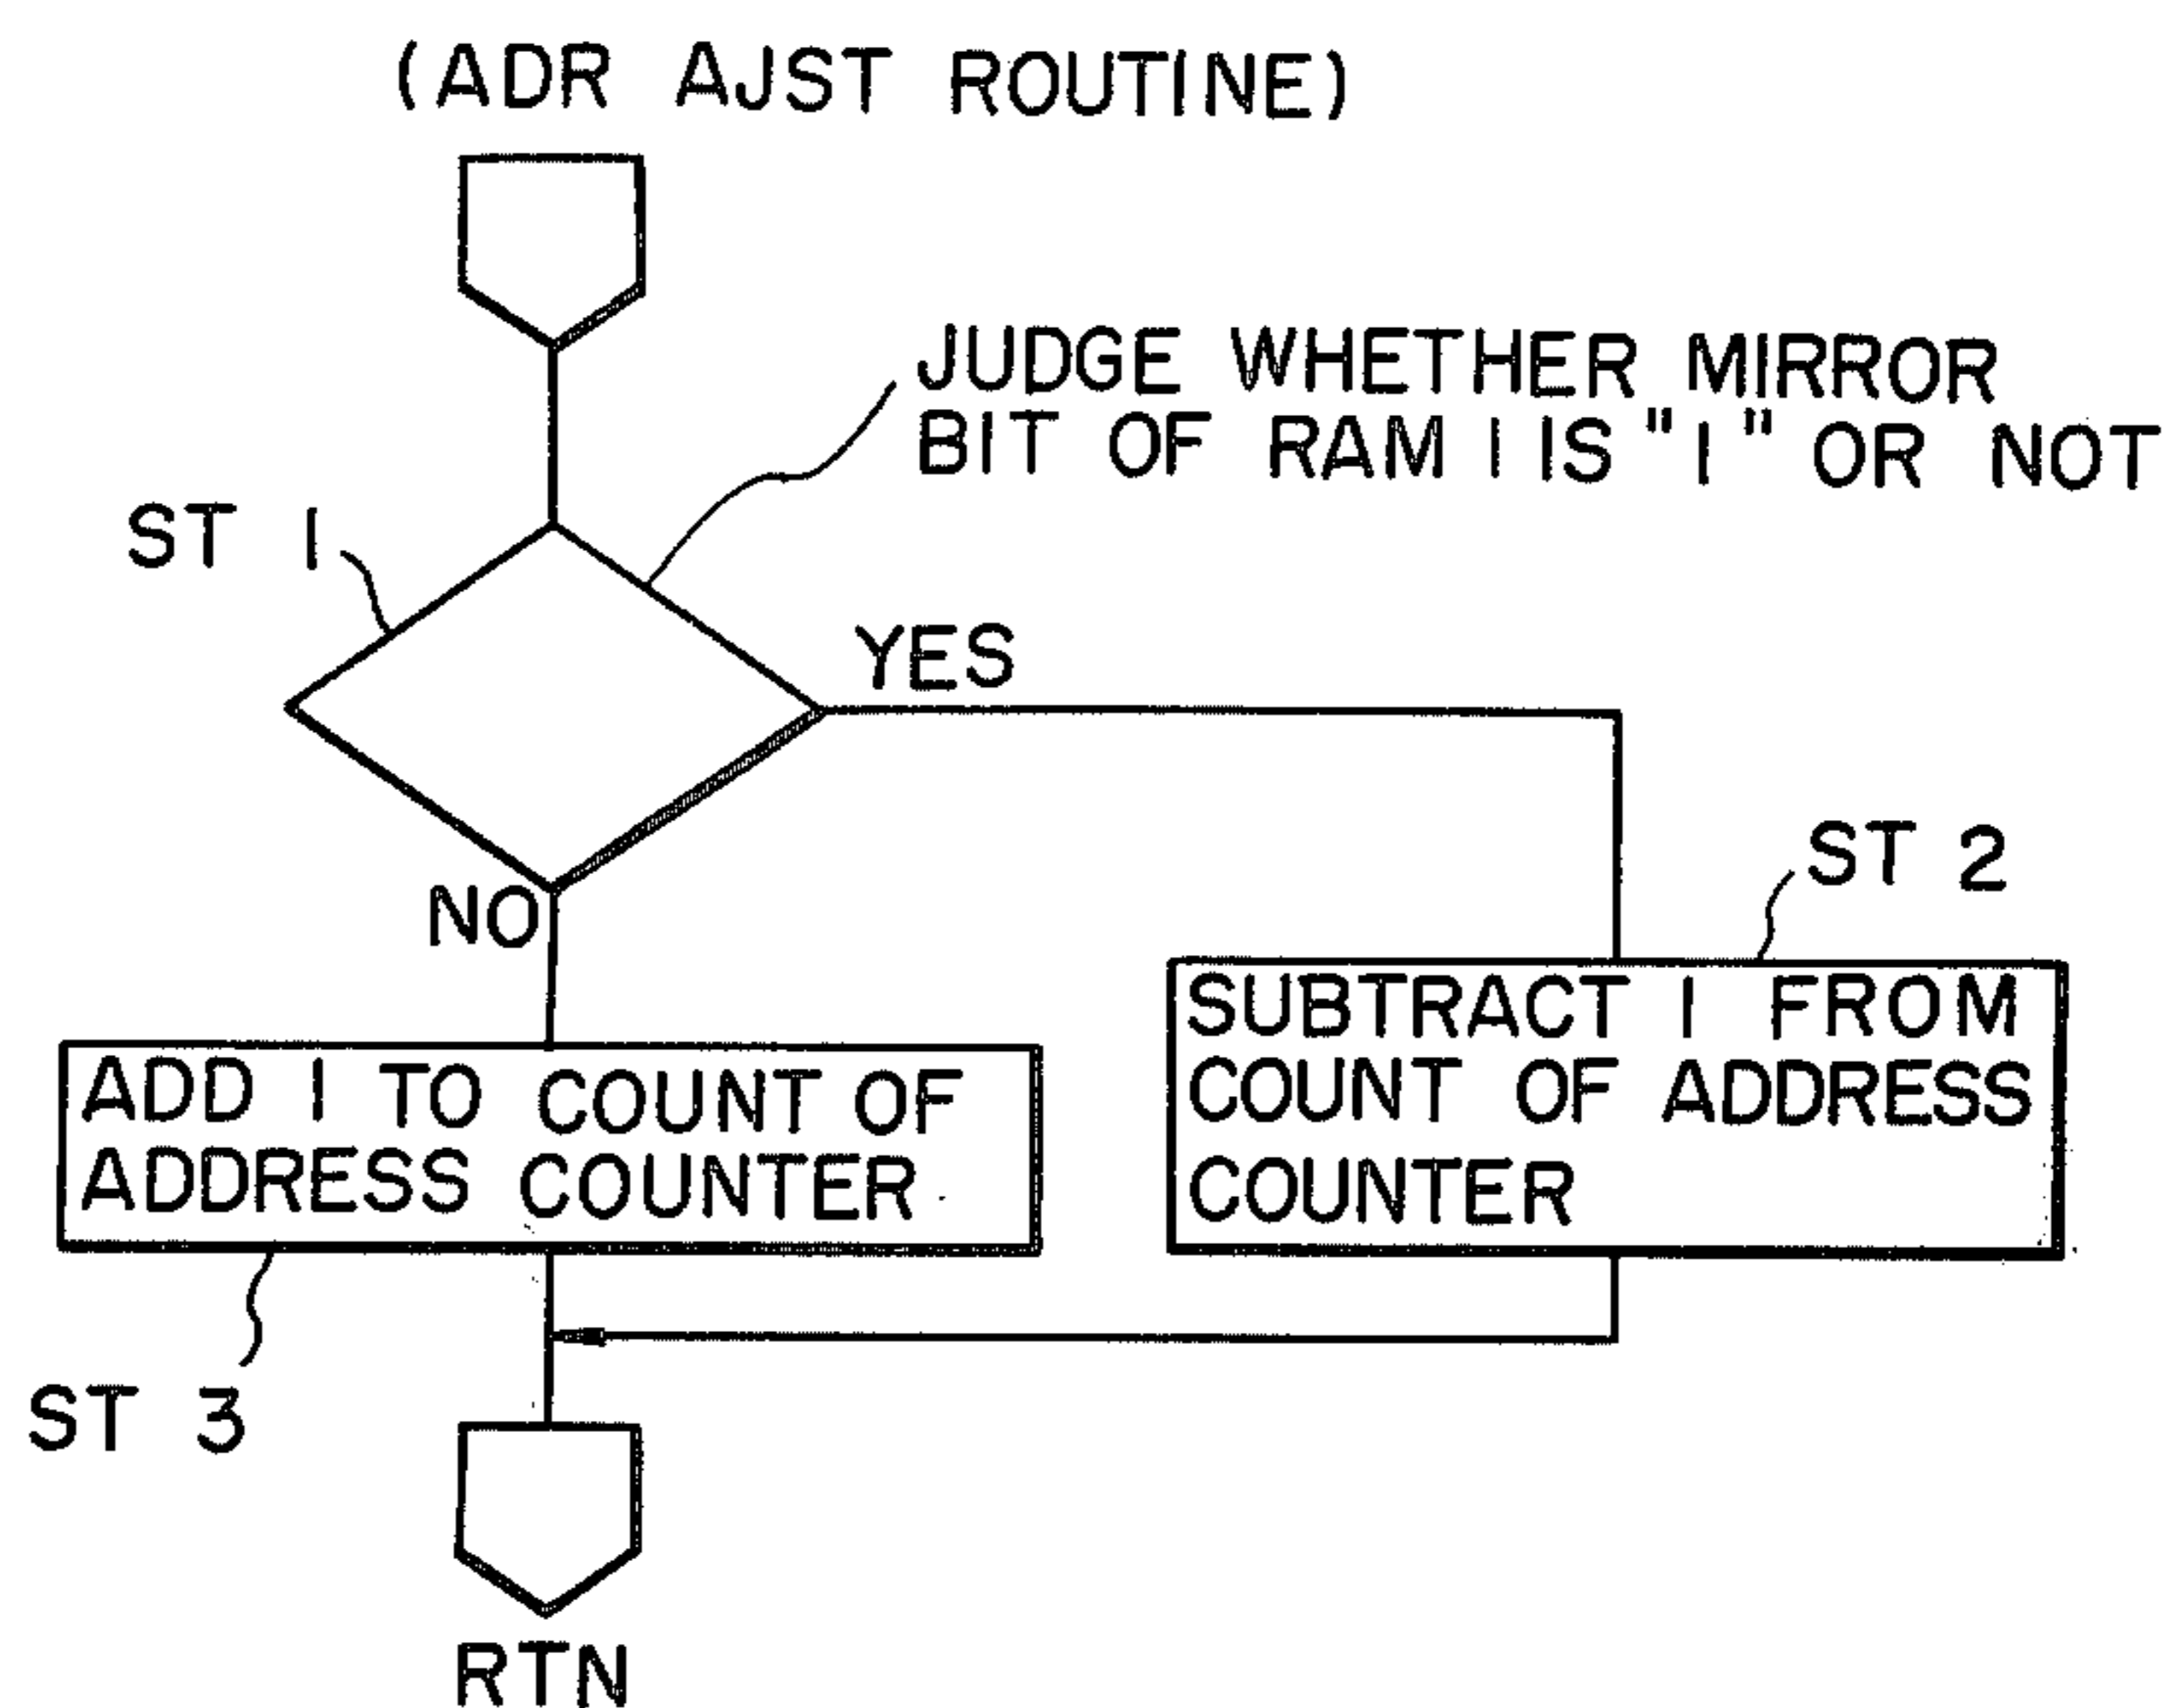 (ADR AJST ROUTINE)
JUDGE WHETHER MIRROR
BIT OF RAM 1 IS "1" OR NOT
ST 1
YES
ST 2
NO
SUBTRACT 1 FROM
COUNT OF ADDRESS
COUNTER
ADD 1 TO COUNT OF
ADDRESS COUNTER
ST 3
RTN